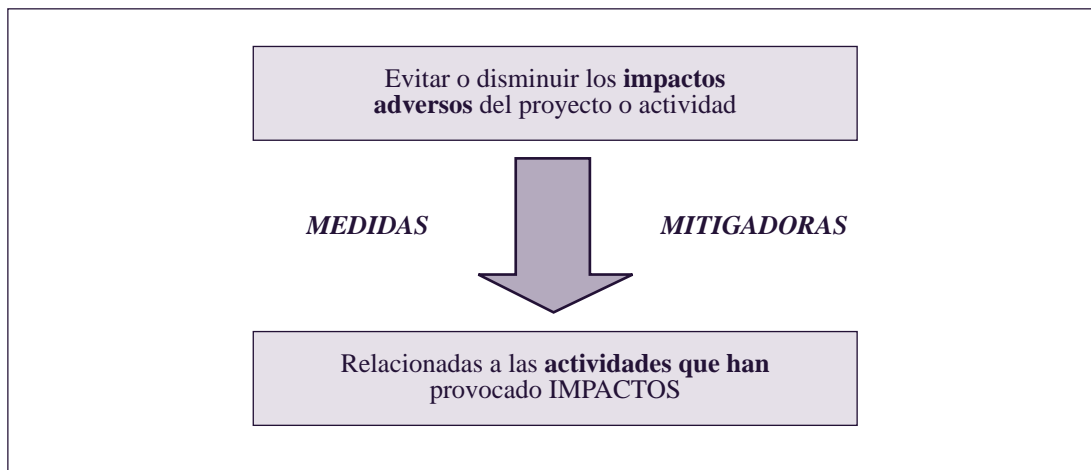 Evitar o disminuir los impactos
adversos del proyecto o actividad
MEDIDAS MITIGADORAS
Relacionadas a las actividades que han
provocado IMPACTOS